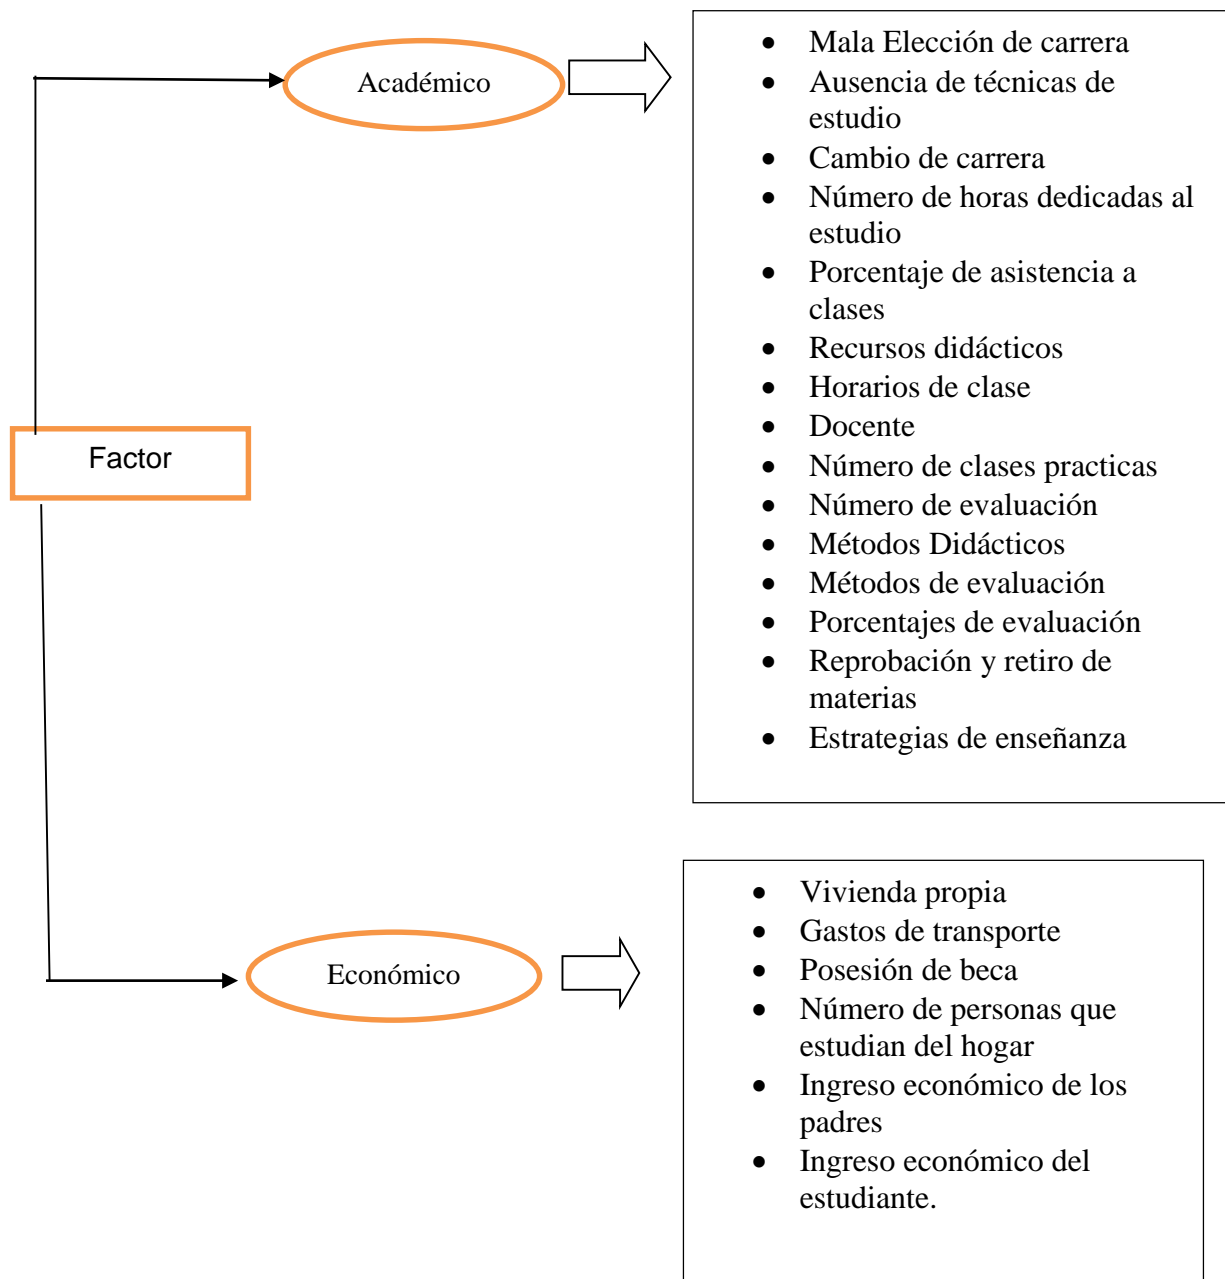 Académico
• Mala Elección de carrera
• Ausencia de técnicas de
estudio
• Cambio de carrera
• Número de horas dedicadas al
estudio
• Porcentaje de asistencia a
clases
• Recursos didácticos
• Horarios de clase
• Docente
• Número de clases practicas
• Número de evaluación
• Métodos Didácticos
• Métodos de evaluación
• Porcentajes de evaluación
• Reprobación y retiro de
materias
• Estrategias de enseñanza
Factor
Económico
• Vivienda propia
• Gastos de transporte
• Posesión de beca
• Número de personas que
estudian del hogar
• Ingreso económico de los
padres
• Ingreso económico del
estudiante.